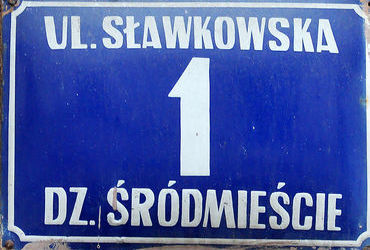 UL. SŁAWKOWSKA
1
DZ. ŚRÓDMIEŚCIE